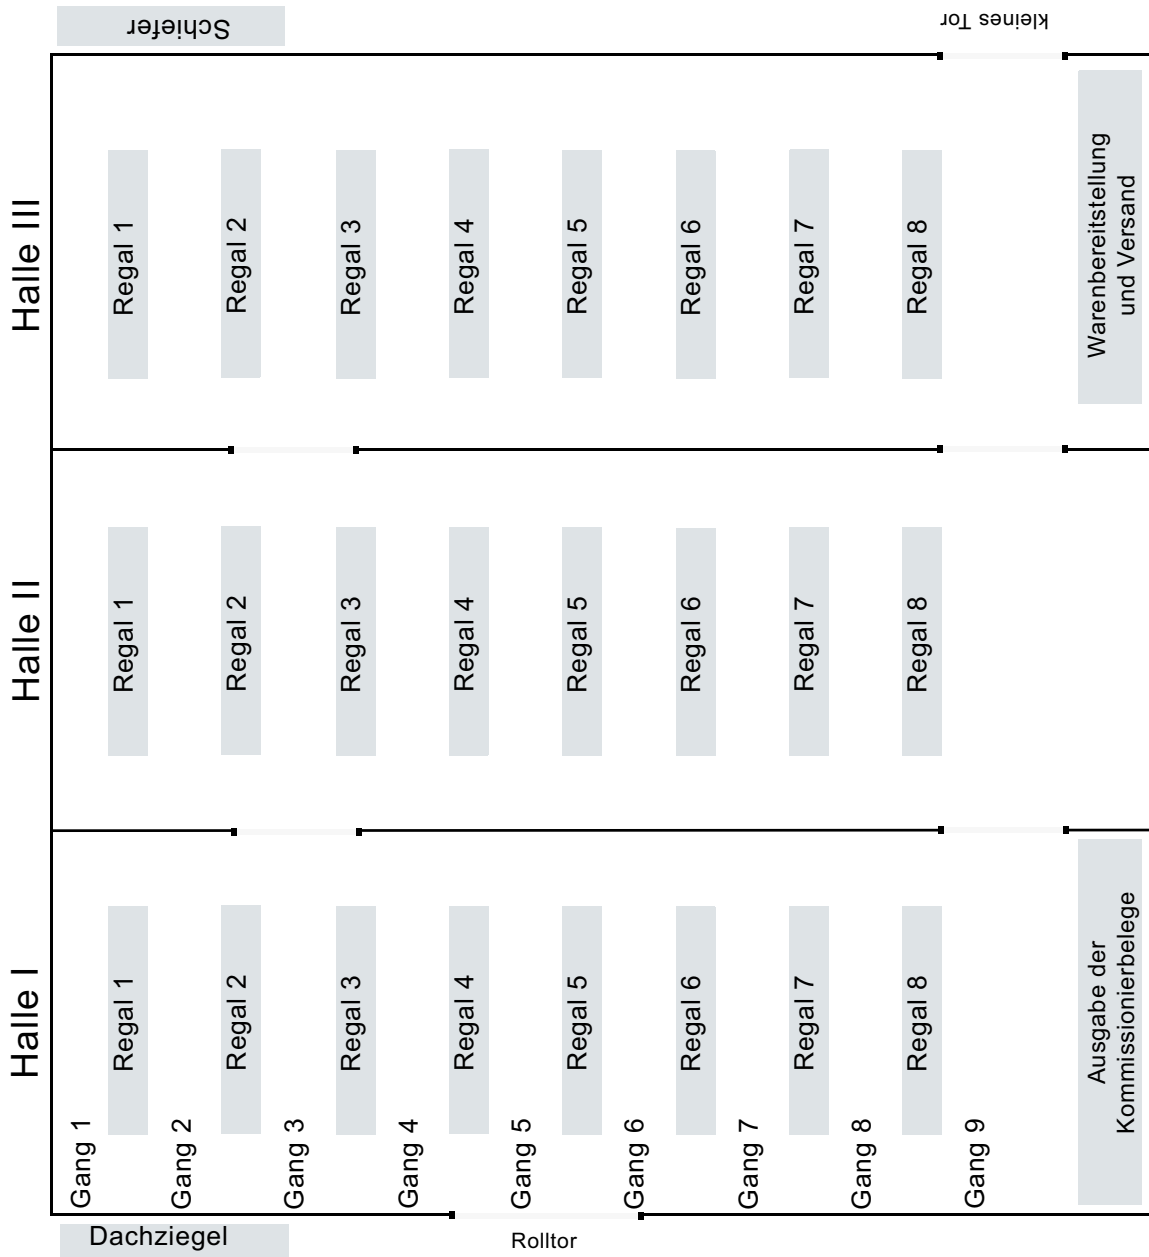 Schiefer
kleines Tor
Halle III
Regal 1
Regal 2
Regal 3
Regal 4
Regal 5
Regal 6
Regal 7
Regal 8
Warenbereitstellung
und Versand
Halle II
Regal 1
Regal 2
Regal 3
Regal 4
Regal 5
Regal 6
Regal 7
Regal 8
Halle I
Regal 1
Regal 2
Regal 3
Regal 4
Regal 5
Regal 6
Regal 7
Regal 8
Ausgabe der
Kommissionierbelege
Gang 1
Gang 2
Gang 3
Gang 4
Gang 5
Gang 6
Gang 7
Gang 8
Gang 9
Dachziegel
Rolltor